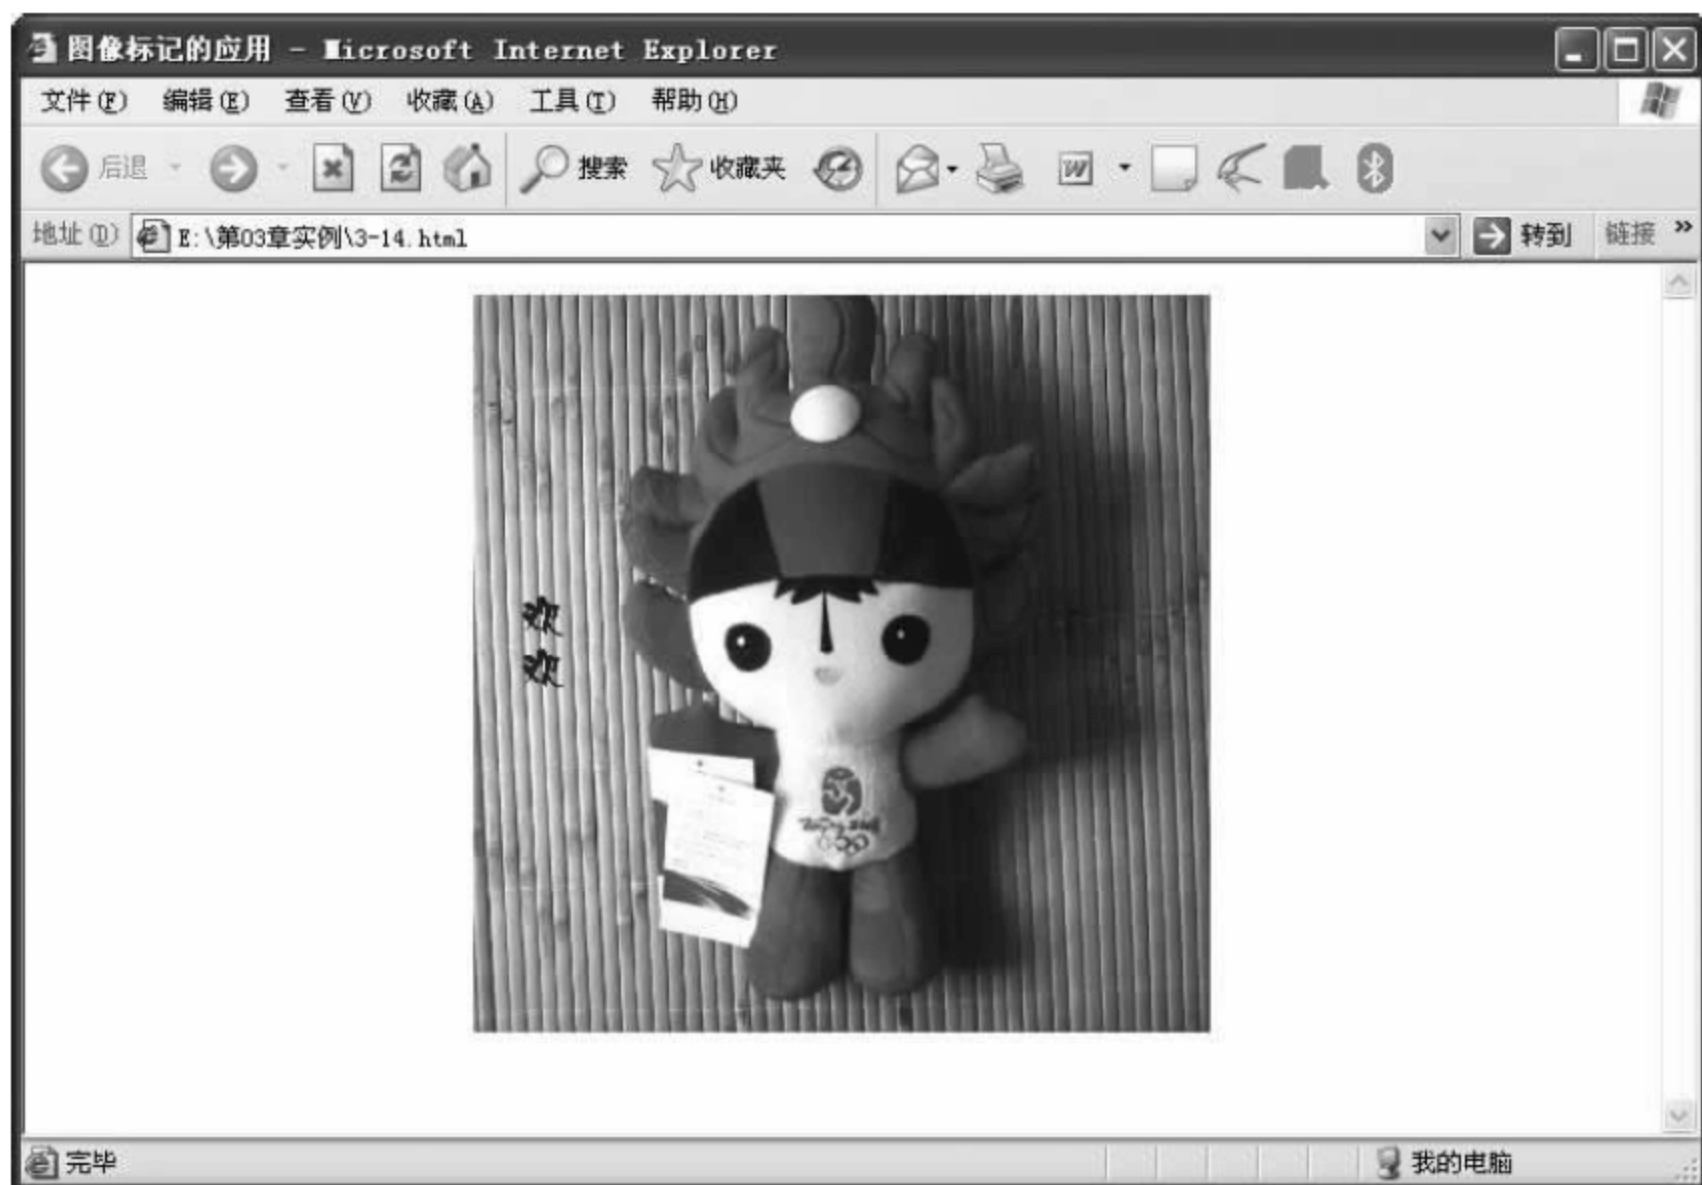 图像标记的应用 - Microsoft Internet Explorer
文件(F) 编辑(E) 查看(V) 收藏(A) 工具(T) 帮助(H)
后退 搜索 收藏夹 W
地址(D) E:\第03章实例\3-14.html 转到 链接 »
欢
欢
完毕 我的电脑